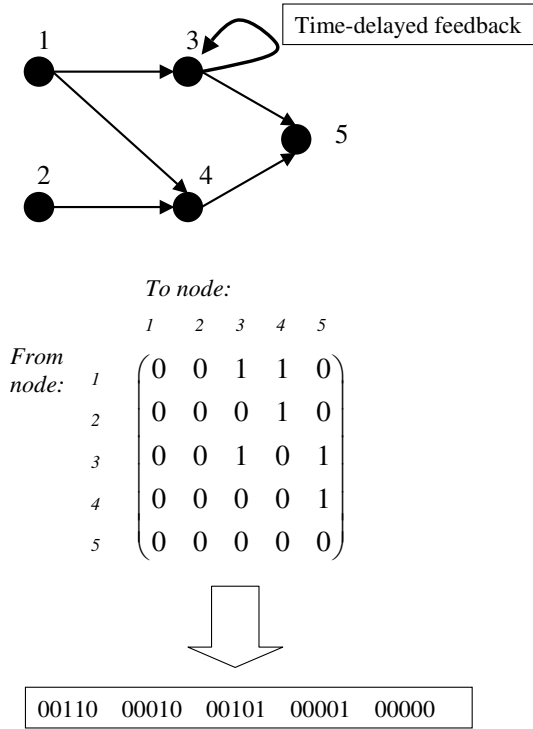 1
3
Time-delayed feedback
5
2
4
To node:
1 2 3 4 5
From
node:
1 0 0 1 1 0
2 0 0 0 1 0
3 0 0 1 0 1
4 0 0 0 0 1
5 0 0 0 0 0
00110 00010 00101 00001 00000